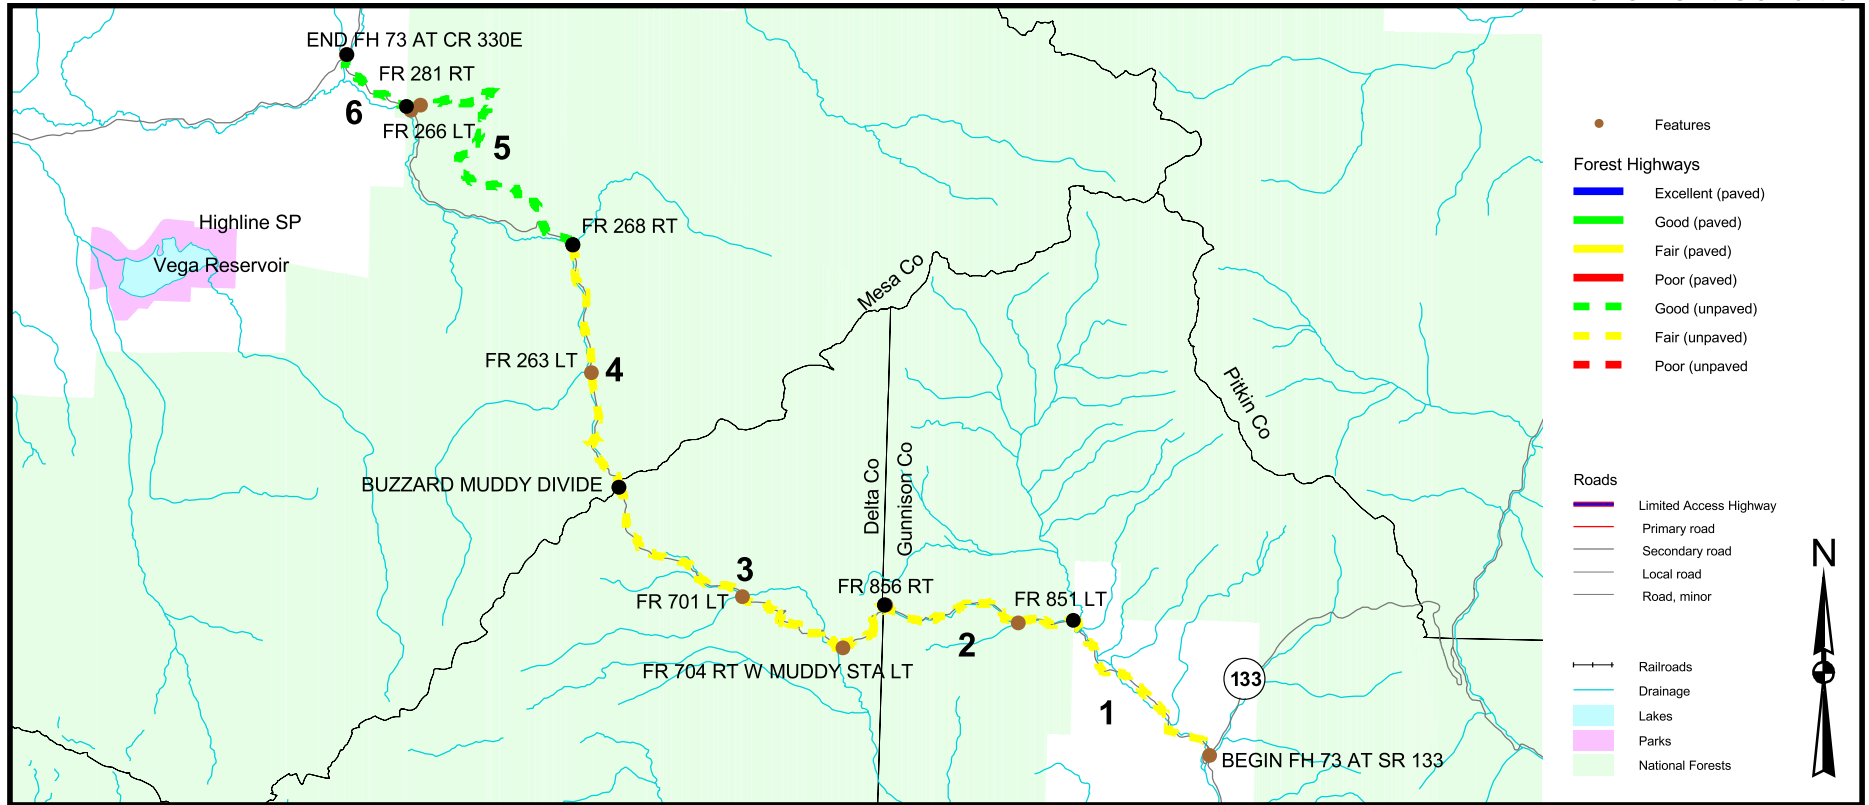 END FH 73 AT CR 330E
FR 281 RT
6
FR 266 LT
5
Highline SP
FR 268 RT
Vega Reservoir
Mesa Co
FR 263 LT
4
Pitkin Co
BUZZARD MUDDY DIVIDE
Delta Co
Gunnison Co
3
FR 856 RT
FR 701 LT
FR 851 LT
2
FR 704 RT W MUDDY STA LT
133
1
BEGIN FH 73 AT SR 133
Features
Forest Highways
Excellent (paved)
Good (paved)
Fair (paved)
Poor (paved)
Good (unpaved)
Fair (unpaved)
Poor (unpaved
Roads
Limited Access Highway
Primary road
Secondary road
Local road
Road, minor
N
Railroads
Drainage
Lakes
Parks
National Forests